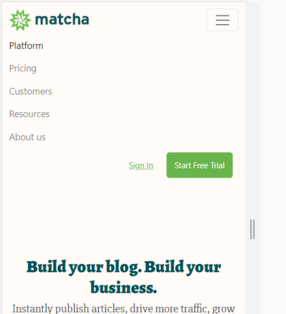 matcha
Platform
Pricing
Customers
Resources
About us
Sign In
Start Free Trial
Build your blog. Build your
business.
Instantly publish articles, drive more traffic, grow